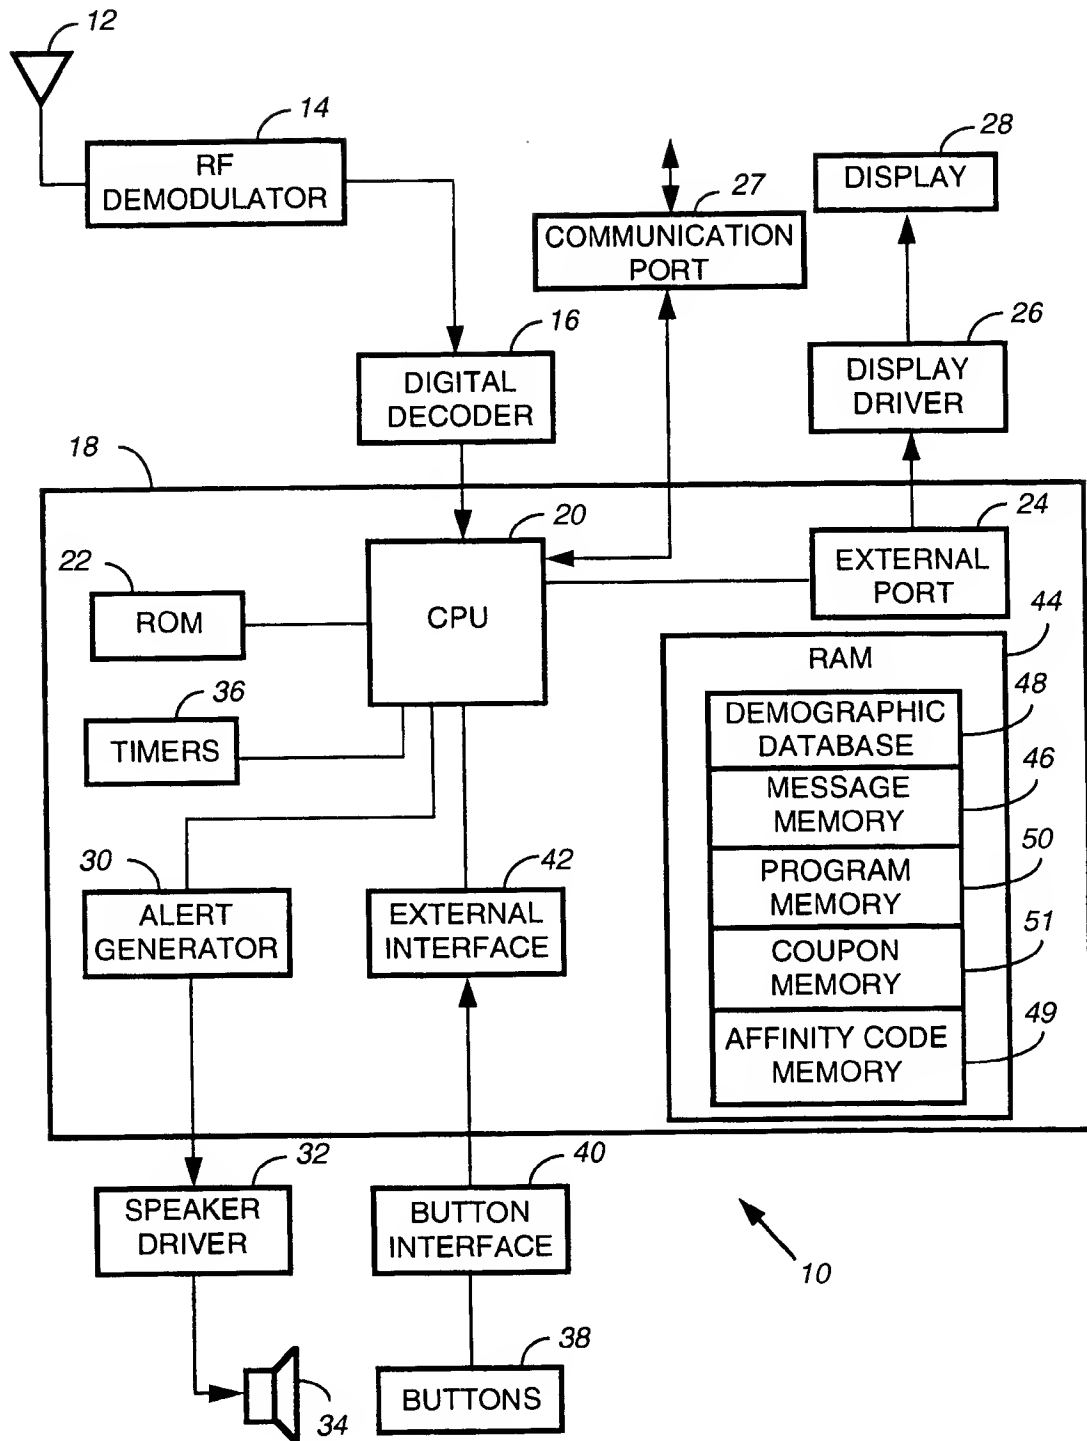 12
14
RF
DEMODULATOR
28
DISPLAY
27
COMMUNICATION
PORT
16
DIGITAL
DECODER
26
DISPLAY
DRIVER
18
20
CPU
24
EXTERNAL
PORT
22
ROM
44
RAM
36
TIMERS
48
DEMOGRAPHIC
DATABASE
46
MESSAGE
MEMORY
50
PROGRAM
MEMORY
51
COUPON
MEMORY
49
AFFINITY CODE
MEMORY
30
ALERT
GENERATOR
42
EXTERNAL
INTERFACE
32
SPEAKER
DRIVER
40
BUTTON
INTERFACE
10
34
38
BUTTONS